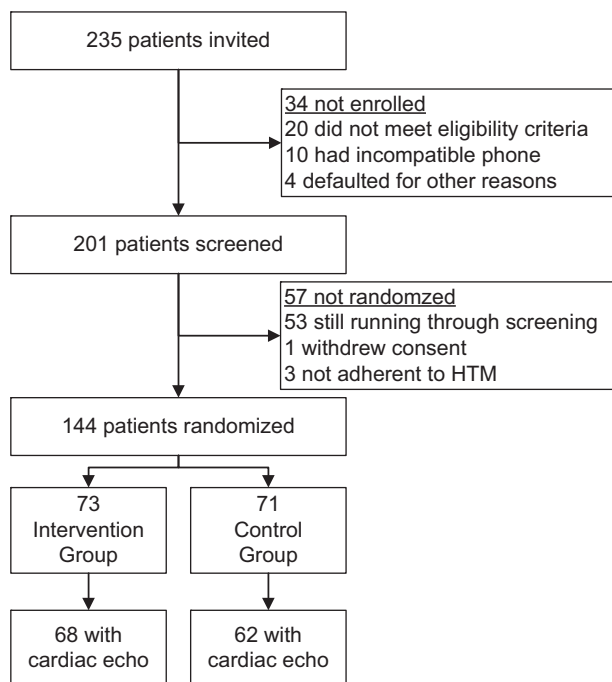 235 patients invited
34 not enrolled
20 did not meet eligibility criteria
10 had incompatible phone
4 defaulted for other reasons
201 patients screened
57 not randomzed
53 still running through screening
1 withdrew consent
3 not adherent to HTM
144 patients randomized
73
Intervention
Group
71
Control
Group
68 with
cardiac echo
62 with
cardiac echo